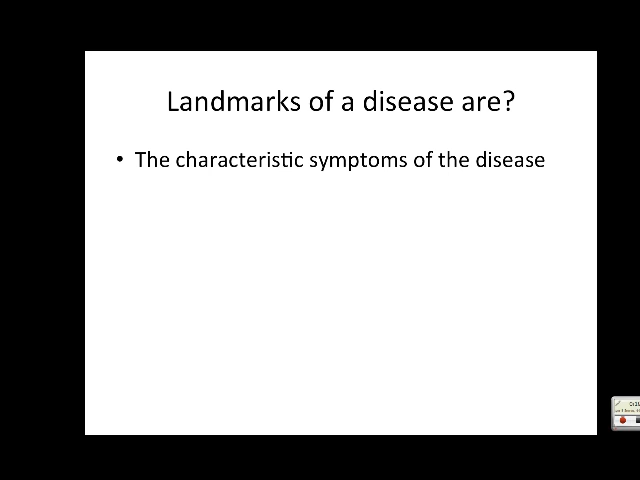 Landmarks of a disease are?
• The characteristic symptoms of the disease